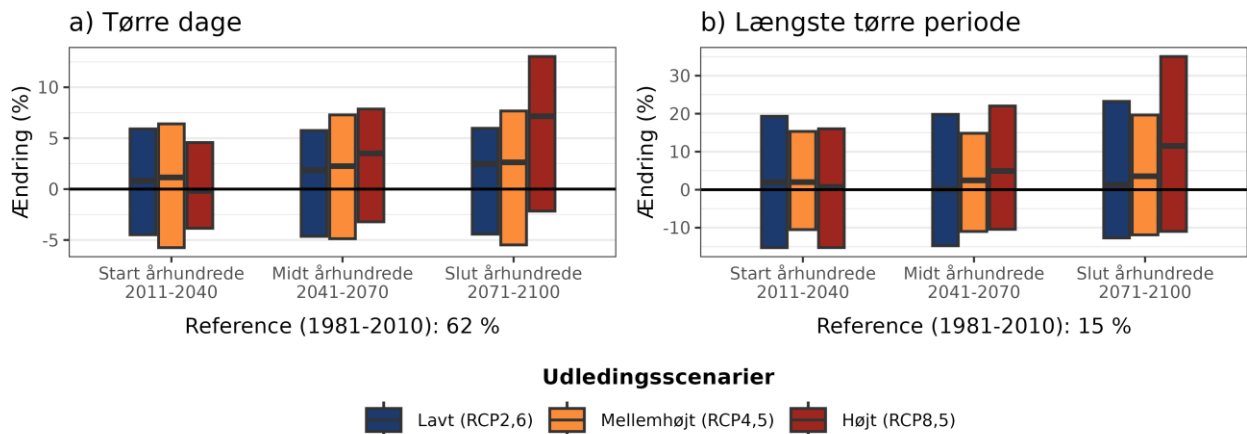 a) Tørre dage
Ændring (%)
10
5
0
-5
Start århundrede
2011-2040
Midt århundrede
2041-2070
Slut århundrede
2071-2100
Reference (1981-2010): 62 %
b) Længste tørre periode
Ændring (%)
30
20
10
0
-10
Start århundrede
2011-2040
Midt århundrede
2041-2070
Slut århundrede
2071-2100
Reference (1981-2010): 15 %
Udledingsscenarier
Lavt (RCP2,6)
Mellemhøjt (RCP4,5)
Højt (RCP8,5)